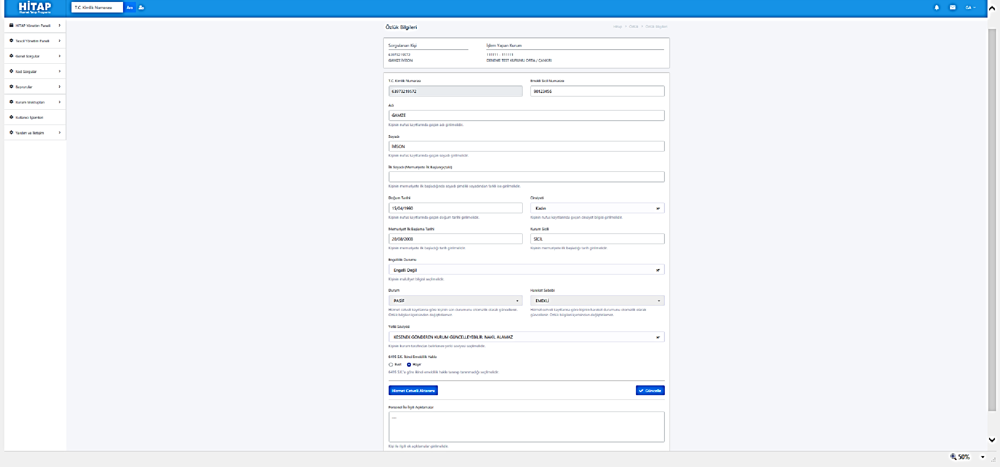 HİTAP
Hizmet Takip Programı
T.C. Kimlik Numarası
Ara
GA
HİTAP Yönetim Paneli
Tescil Yönetim Paneli
Genel Sorgular
Kod Sorgular
Başvurular
Kurum Mektupları
Kullanıcı İşlemleri
Yardım ve İletişim
Özlük Bilgileri
Hitap > Özlük > Özlük Bilgileri
Sorgulanan Kişi
63973219572
GAMZE İYİSON
İşlem Yapan Kurum
111111 - 111111
DENEME TEST KURUMU ORTA / ÇANKIRI
T.C. Kimlik Numarası
63973219572
Emekli Sicil Numarası
90123456
Adı
GAMZE
Kişinin nufus kayıtlarında geçen adı girilmelidir.
Soyadı
İYİSON
Kişinin nufus kayıtlarında geçen soyadı girilmelidir.
İlk Soyadı (Memuriyete İlk Başlangıçtaki)
Kişinin memuriyete ilk başladığında soyadı şimdiki soyadından farklı ise girilmelidir.
Doğum Tarihi
15/04/1990
Kişinin nufus kayıtlarında geçen doğum tarihi girilmelidir.
Cinsiyeti
Kadın
Kişinin nufus kayıtlarında geçen cinsiyet bilgisi girilmelidir.
Memuriyet İlk Başlama Tarihi
20/08/2008
Kişinin memuriyete ilk başladığı tarih girilmelidir.
Kurum Sicili
SİCİL
Kişinin memuriyete ilk başladığı tarih girilmelidir.
Engellilik Durumu
Engelli Değil
Kişinin maluliyet bilgisi seçilmelidir.
Durum
PASİF
Hizmet cetveli kayıtlarına göre kişinin son durumunu otomatik olarak güncellenir.
Özlük bilgileri içerisinden değiştirilemez.
Hareket Sebebi
EMEKLİ
Hizmet cetveli kayıtlarına göre kişinin hareket durumunu otomatik olarak
güncellenir. Özlük bilgileri içerisinden değiştirilemez.
Yetki Seviyesi
KESENEK GÖNDEREN KURUM GÜNCELLEYEBİLİR. NAKİL ALAMAZ
Kişinin kurum tarafından belirlenen yetki seviyesi seçilmelidir.
6495 S.K. İkinci Emeklilik Hakkı
Evet
Hayır
6495 S.K.'a göre ikinci emeklilik hakkı tanınıp tanınmadığı seçilmelidir.
Hizmet Cetveli Aktarımı
Güncelle
Personel İle İlgili Açıklamalar
Kişi ile ilgili ek açıklamalar girilmelidir.
50%